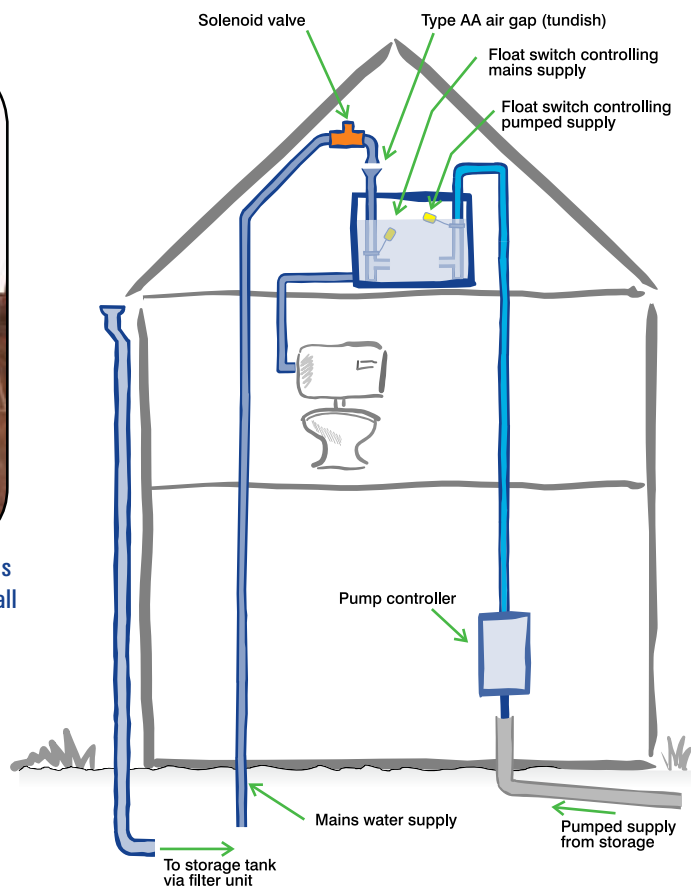 Solenoid valve
Type AA air gap (tundish)
Float switch controlling
mains supply
Float switch controlling
pumped supply
s
all
Pump controller
Mains water supply
Pumped supply
from storage
To storage tank
via filter unit